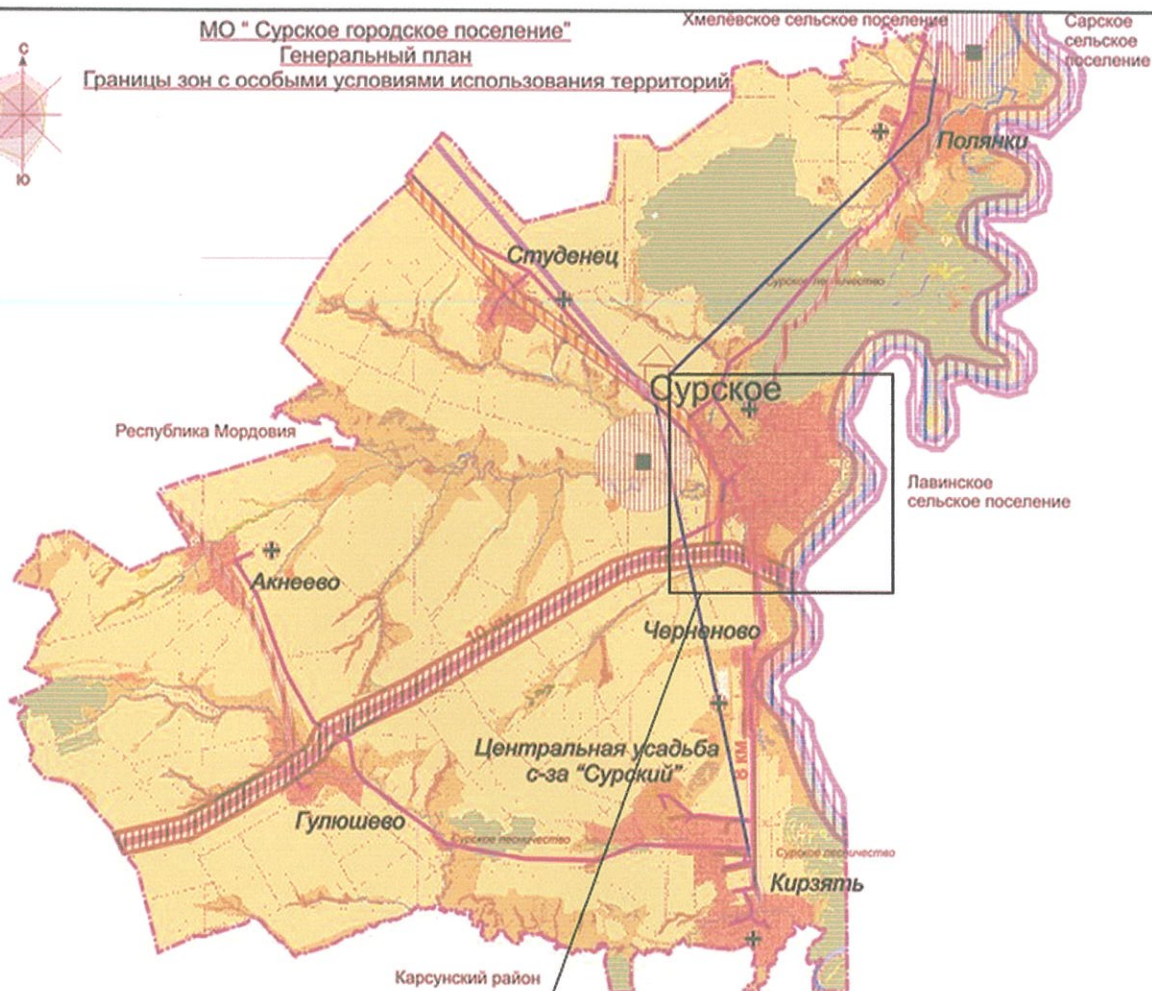 МО " Сурское городское поселение"
Генеральный план
Границы зон с особыми условиями использования территорий
Хмелёвское сельское поселение
Сарское
сельское
поселение
С
Ю
Полянки
Студенец
Сурское лесничество
Сурское
Республика Мордовия
Лавинское
сельское поселение
Акнеево
10 км
Черненово
Центральная усадьба
с-за "Сурский"
8 км
Гулюшево
Сурское лесничество
Сурское лесничество
Кирзять
Карсунский район